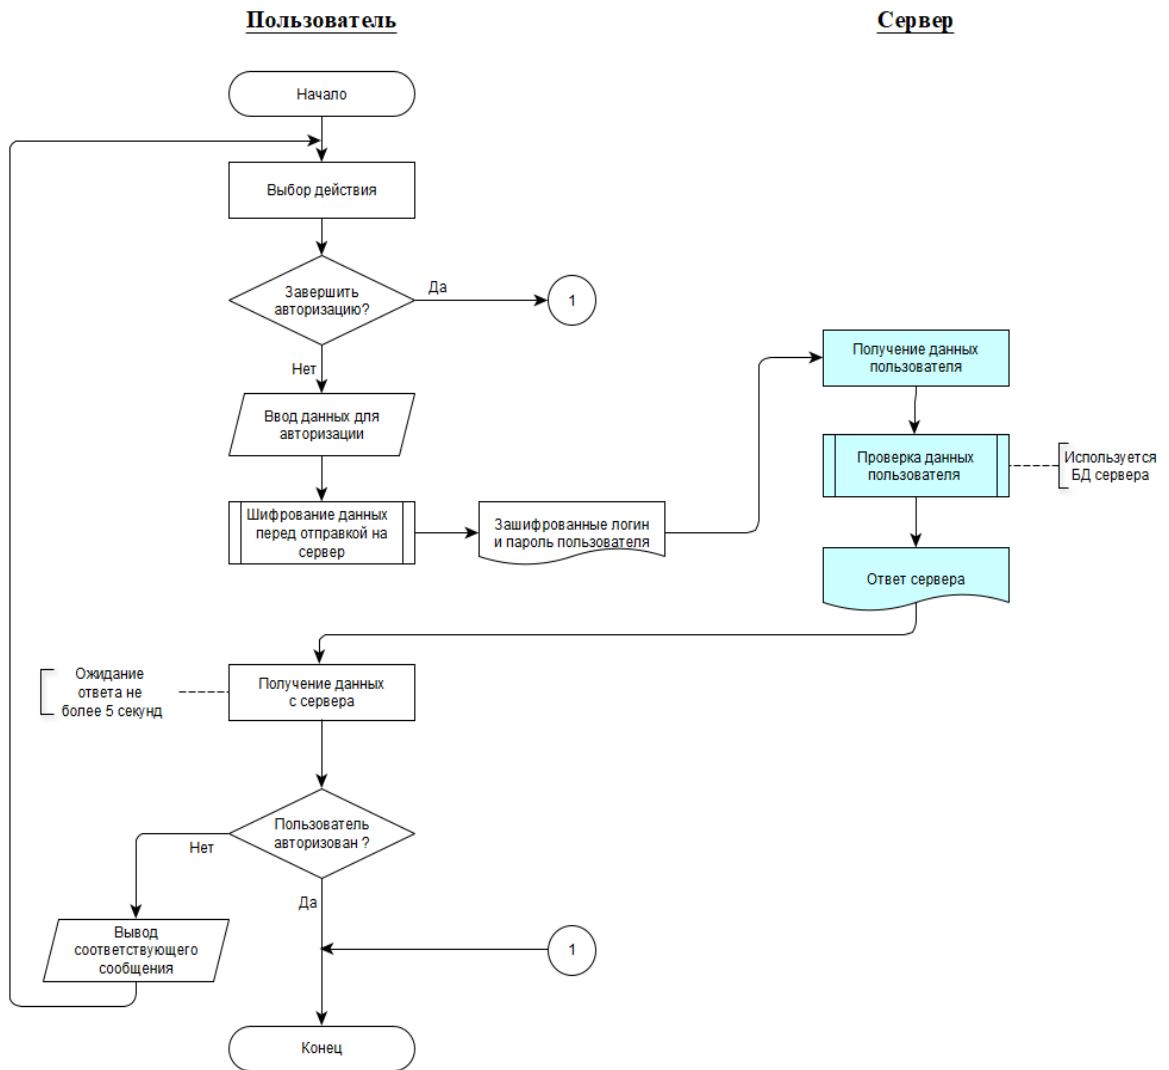 Пользователь
Сервер
Начало
Выбор действия
Завершить
авторизацию?
Да
1
Нет
Ввод данных для
авторизации
Шифрование данных
перед отправкой на
сервер
Зашифрованные логин
и пароль пользователя
Получение данных
пользователя
Проверка данных
пользователя
Используется
БД сервера
Ответ сервера
Ожидание
ответа не
более 5 секунд
Получение данных
с сервера
Пользователь
авторизован ?
Нет
Да
Вывод
соответствующего
сообщения
1
Конец